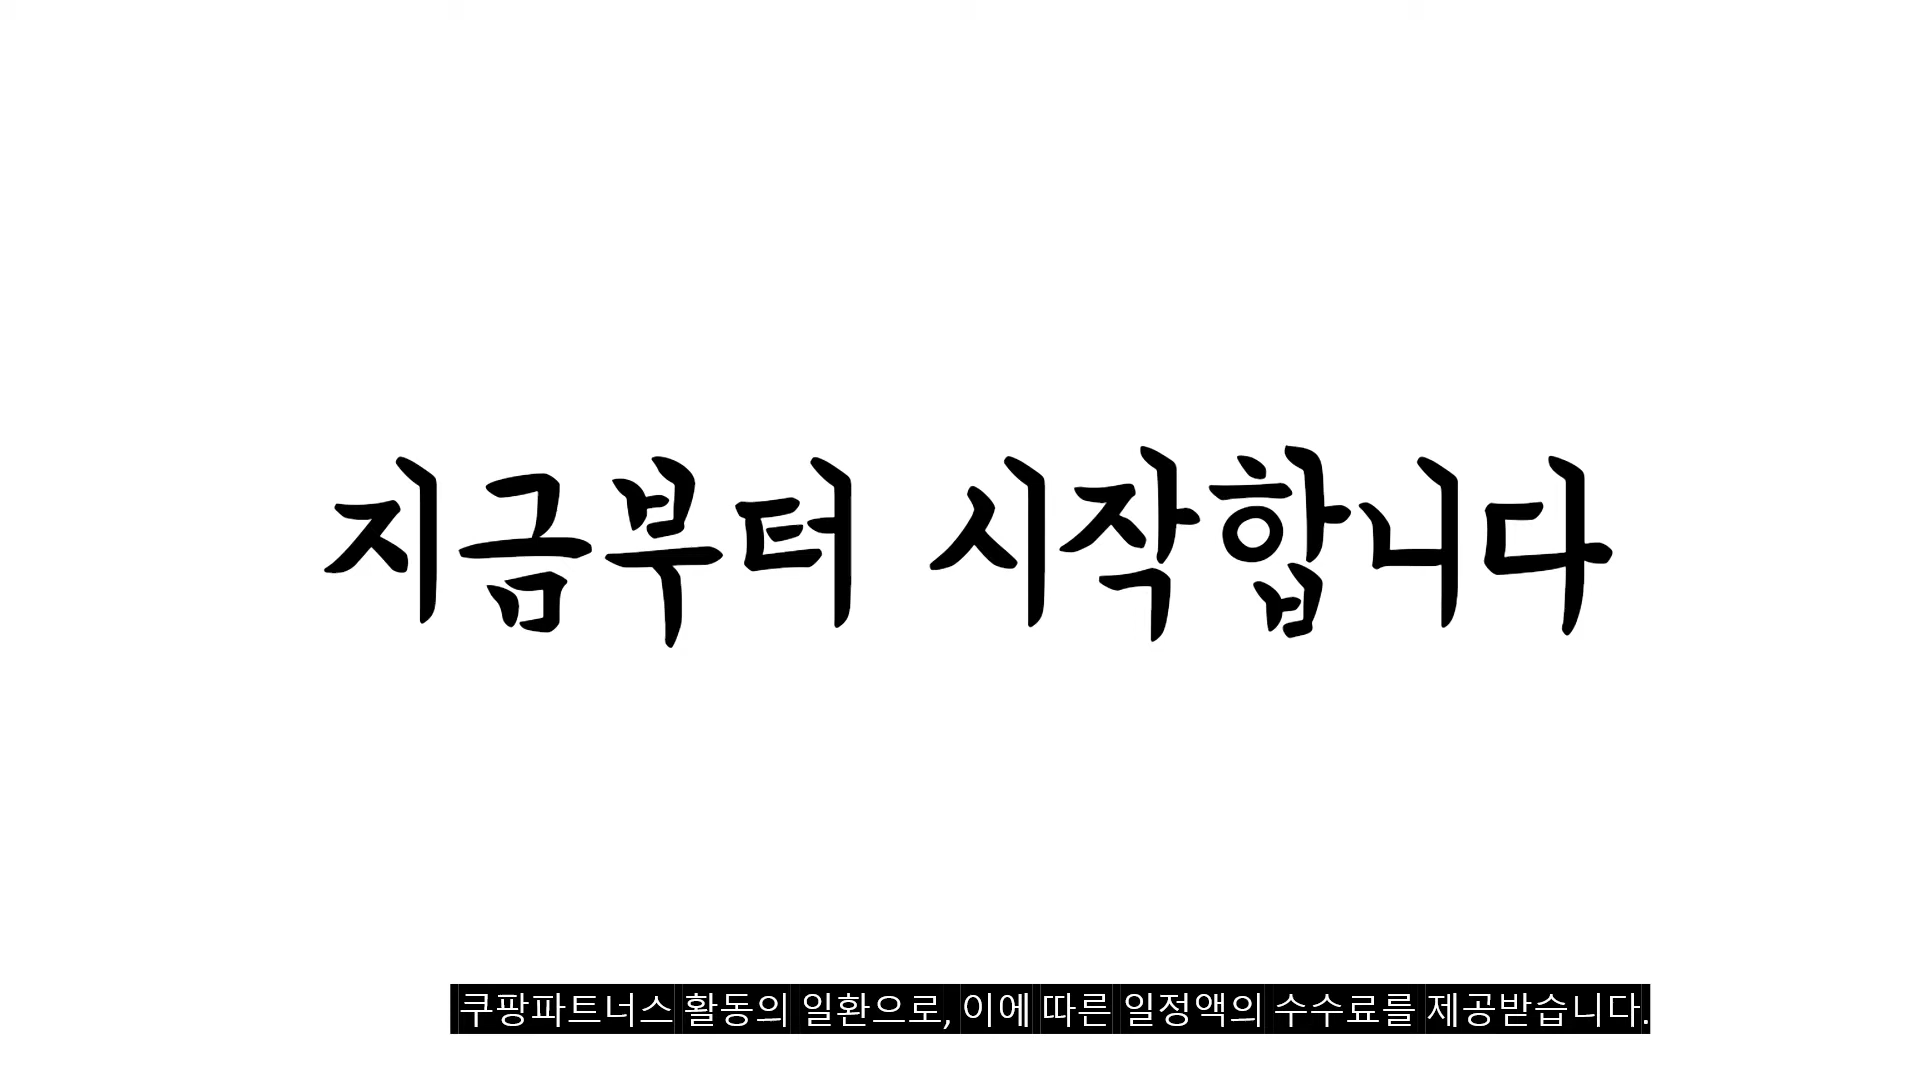 지금부터 시작합니다
쿠팡파트너스 활동의 일환으로, 이에 따른 일정액의 수수료를 제공받습니다.